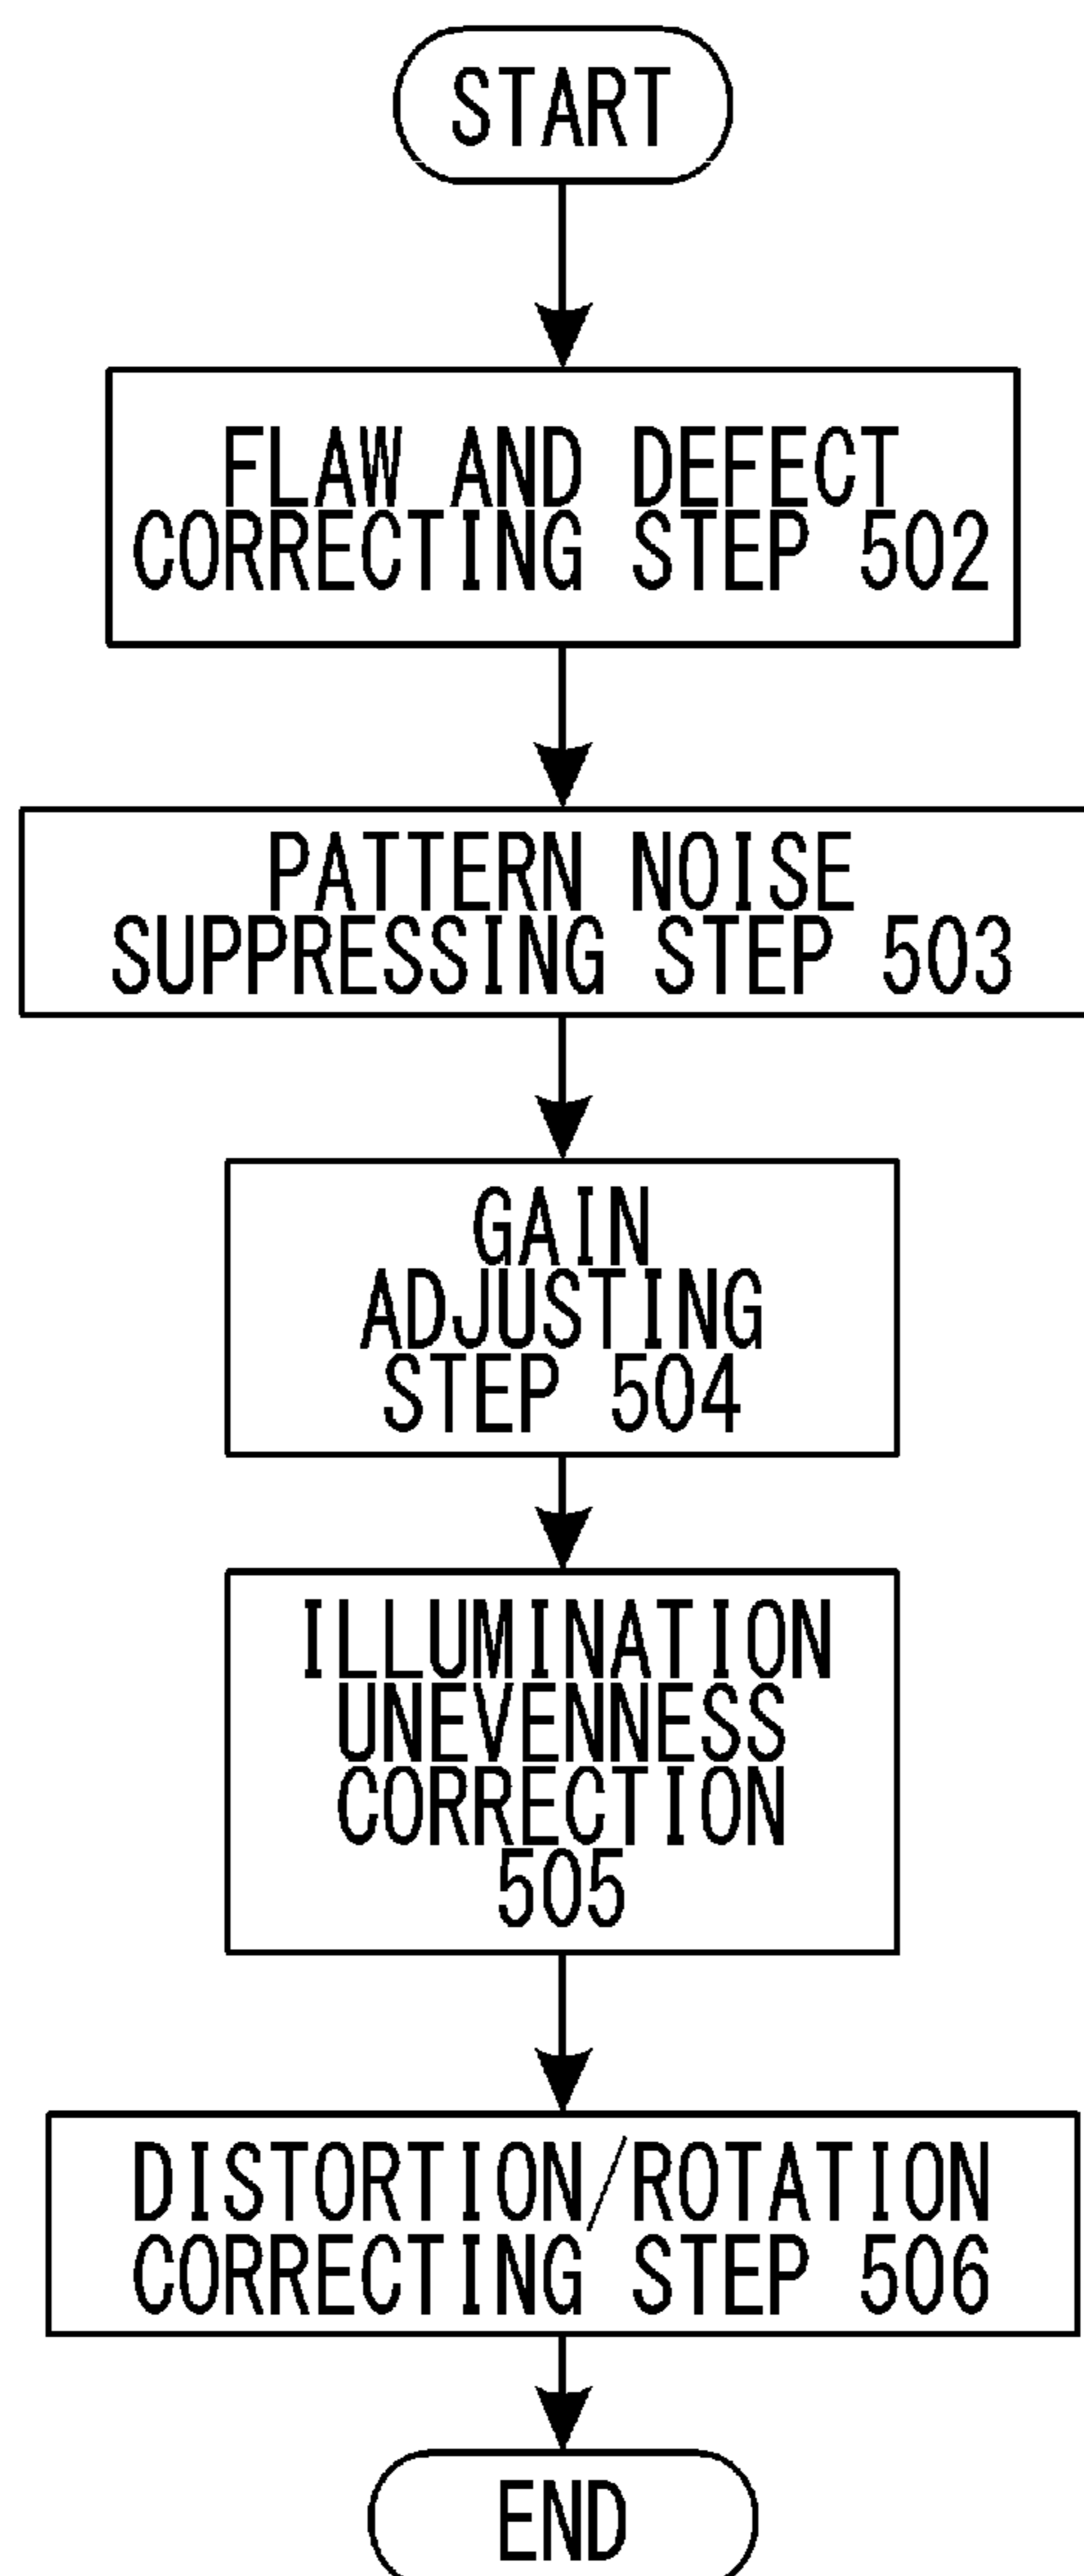 START
FLAW AND DEFECT
CORRECTING STEP 502
PATTERN NOISE
SUPPRESSING STEP 503
GAIN
ADJUSTING
STEP 504
ILLUMINATION
UNEVENNESS
CORRECTION
505
DISTORTION/ROTATION
CORRECTING STEP 506
END